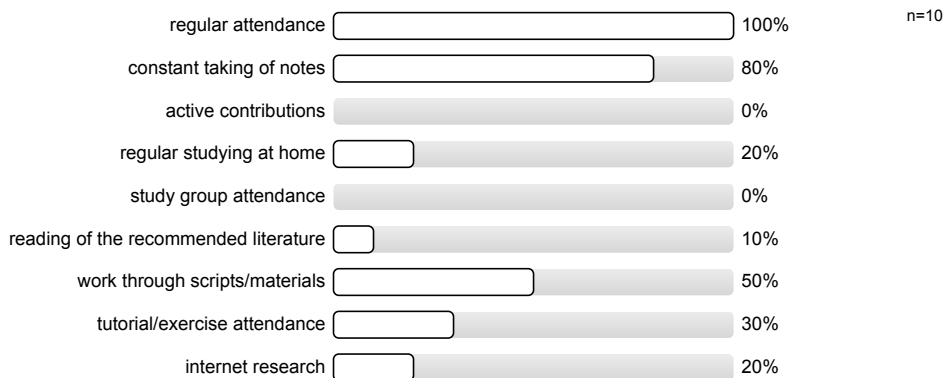 n=10
regular attendance 100%
constant taking of notes 80%
active contributions 0%
regular studying at home 20%
study group attendance 0%
reading of the recommended literature 10%
work through scripts/materials 50%
tutorial/exercise attendance 30%
internet research 20%